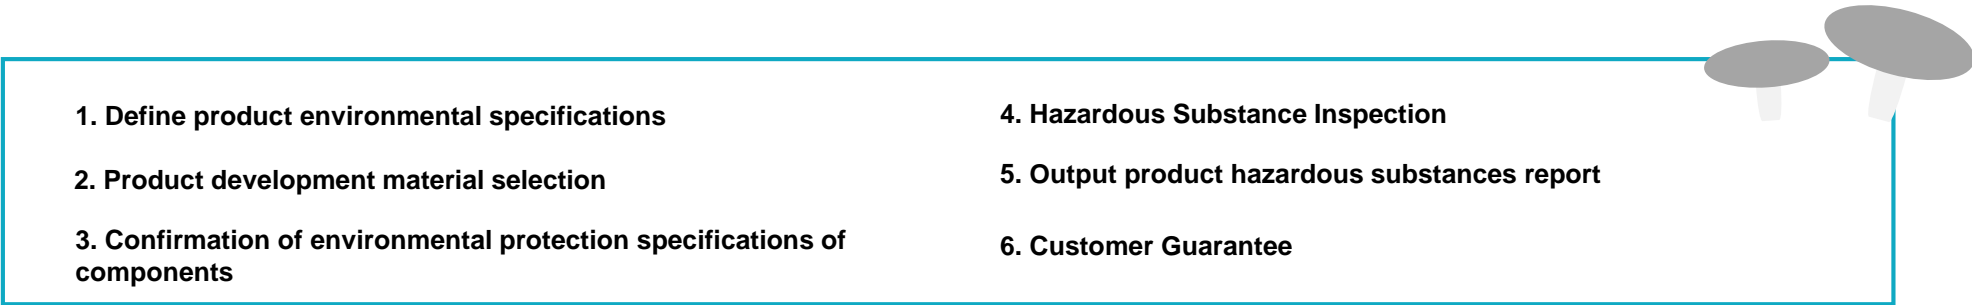 1. Define product environmental specifications
2. Product development material selection
3. Confirmation of environmental protection specifications of
components
4. Hazardous Substance Inspection
5. Output product hazardous substances report
6. Customer Guarantee